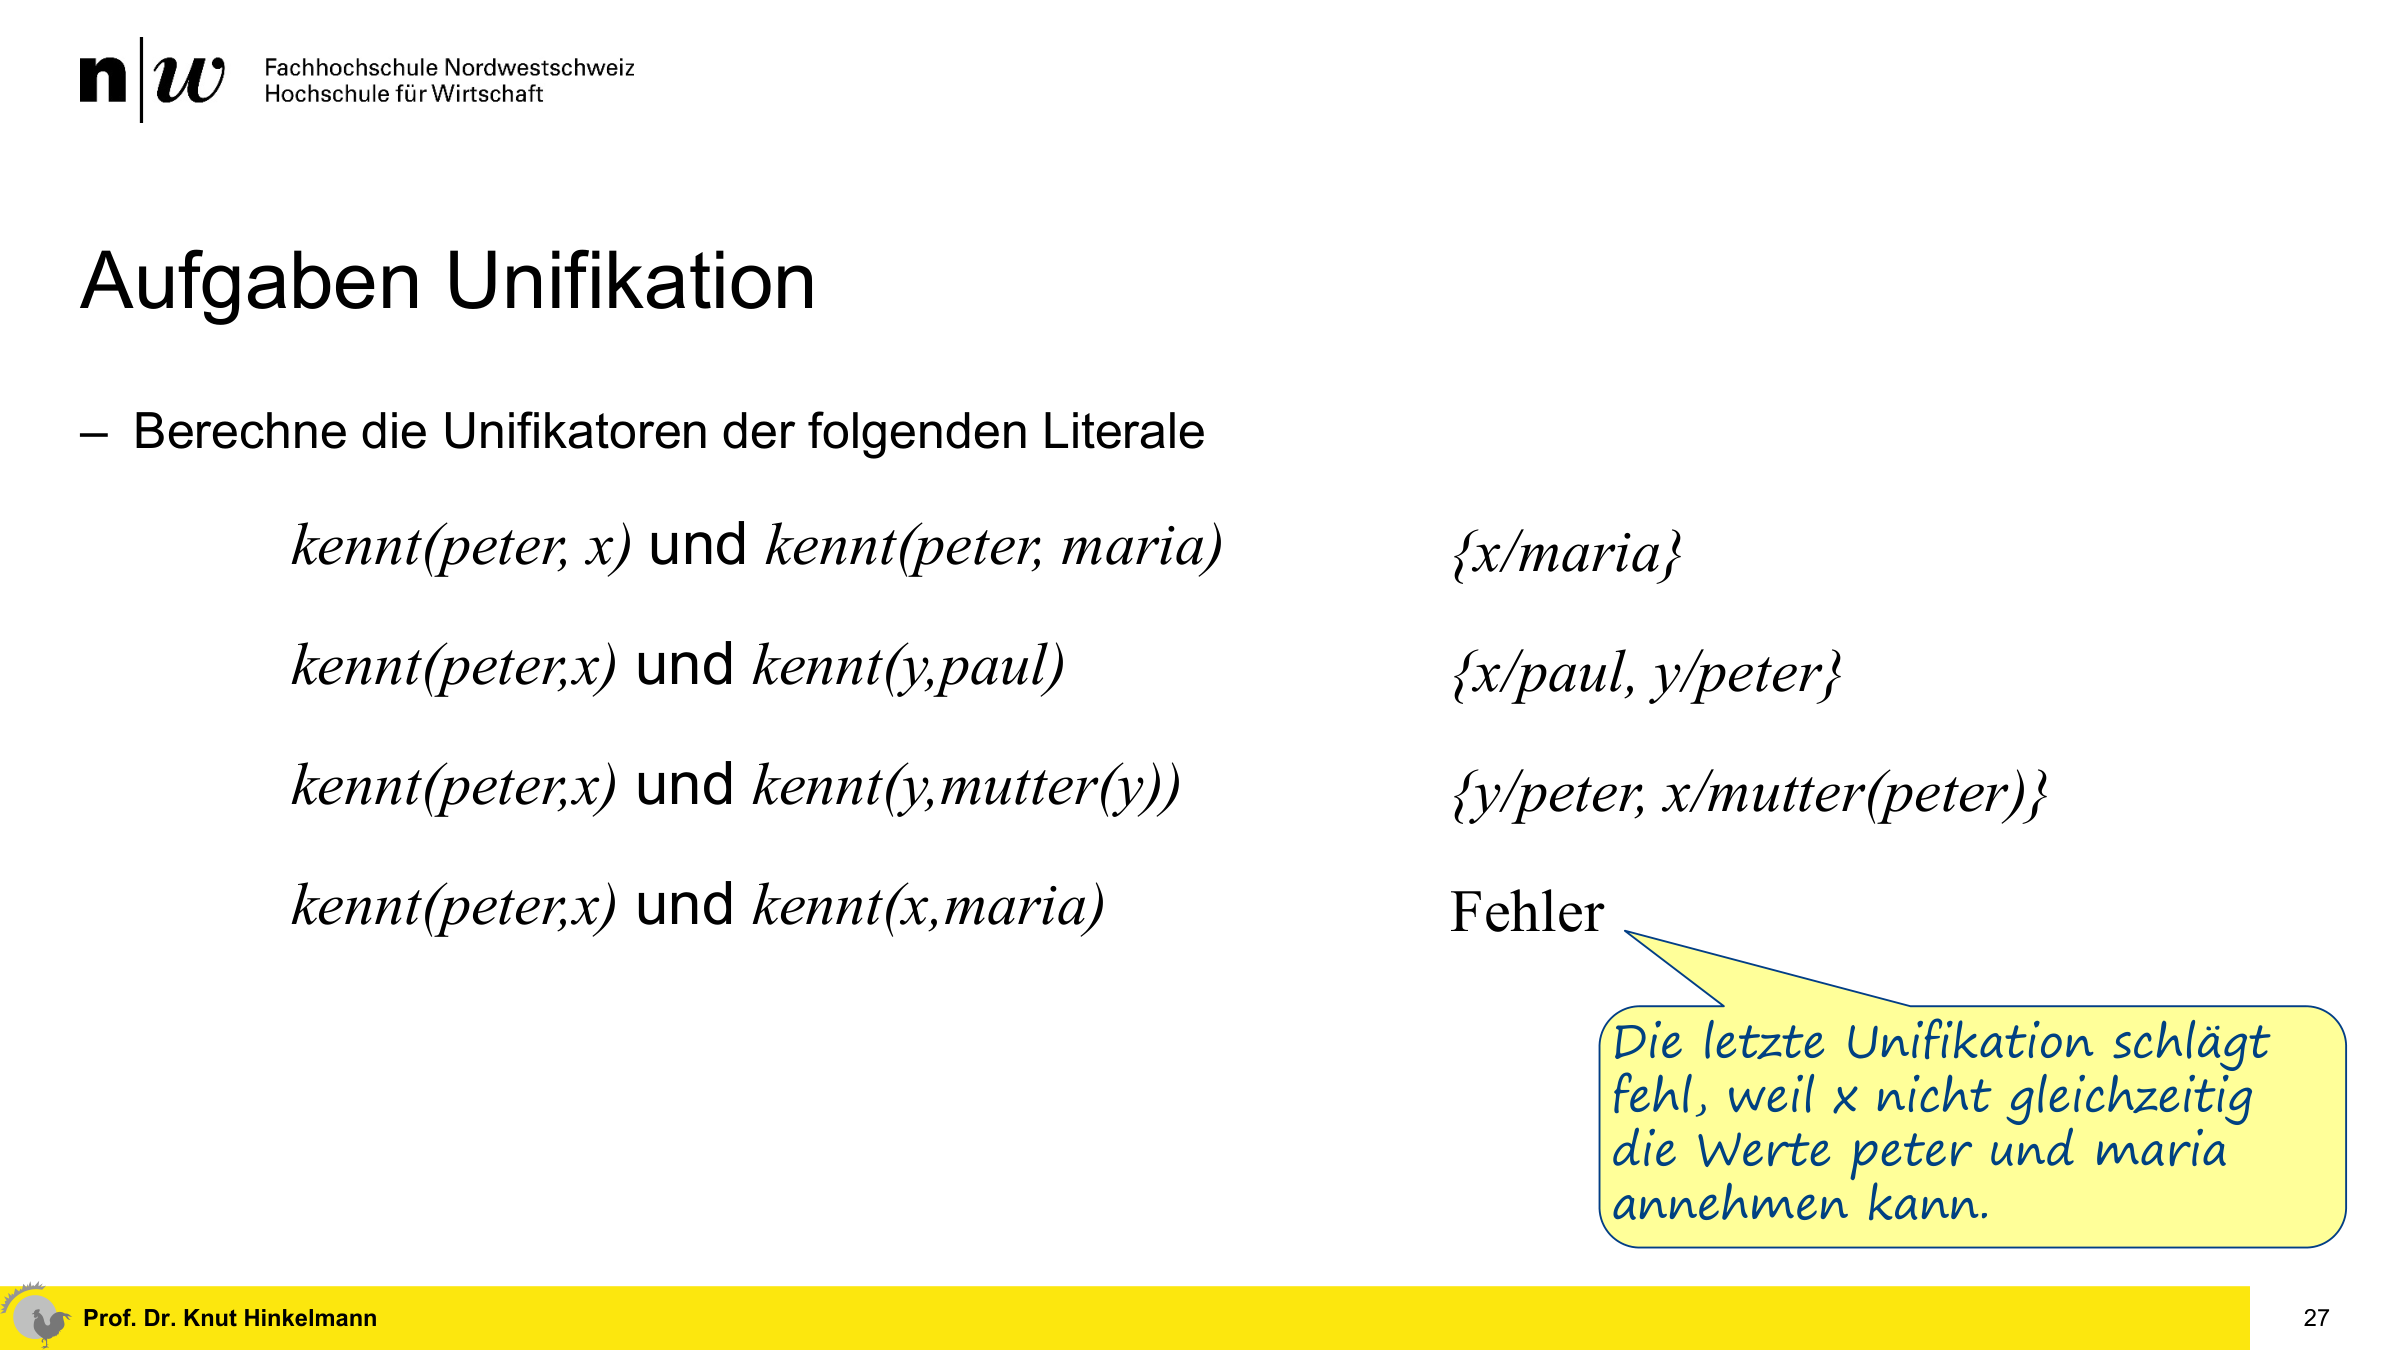 n|w Fachhochschule Nordwestschweiz
Hochschule für Wirtschaft
Aufgaben Unifikation
– Berechne die Unifikatoren der folgenden Literale
kennt(peter, x) und kennt(peter, maria) {x/maria}
kennt(peter,x) und kennt(y,paul) {x/paul, y/peter}
kennt(peter,x) und kennt(y,mutter(y)) {y/peter, x/mutter(peter)}
kennt(peter,x) und kennt(x,maria) Fehler
Die letzte Unifikation schlägt
fehl, weil x nicht gleichzeitig
die Werte peter und maria
annehmen kann.
Prof. Dr. Knut Hinkelmann 27